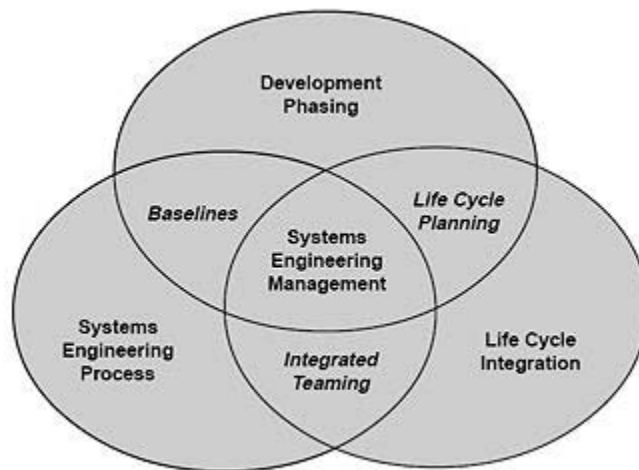 Development
Phasing
Baselines
Life Cycle
Planning
Systems
Engineering
Management
Systems
Engineering
Process
Integrated
Teaming
Life Cycle
Integration